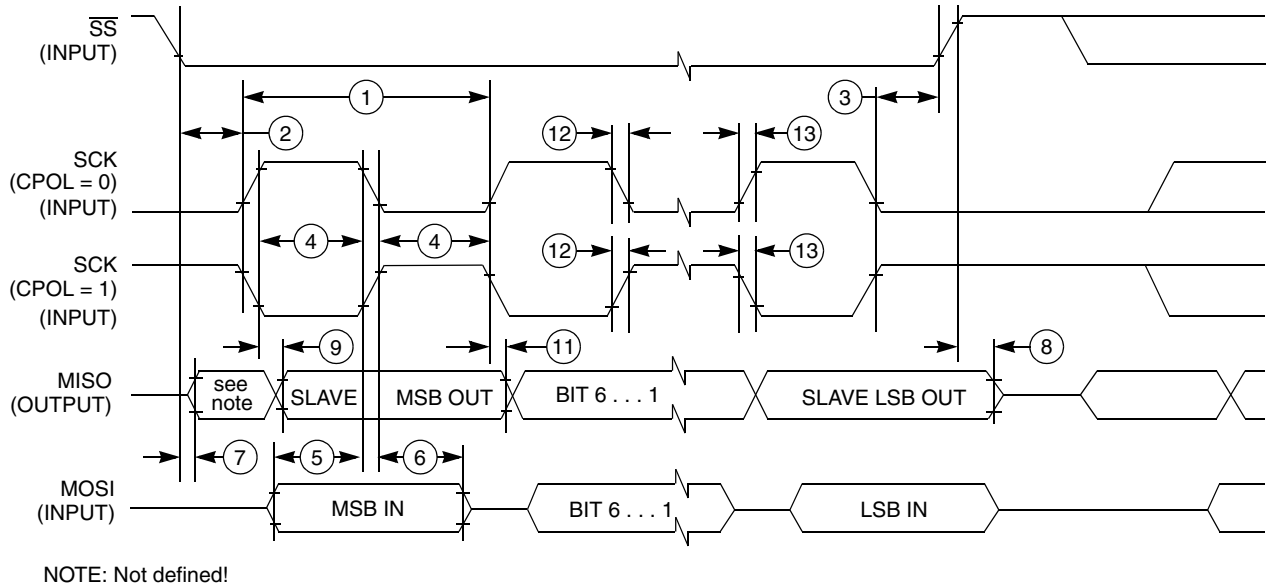 SS
(INPUT)
1
3
2
12
13
SCK
(CPOL = 0)
(INPUT)
4
4
12
13
SCK
(CPOL = 1)
(INPUT)
9
11
8
MISO
(OUTPUT)
see
note
SLAVE
MSB OUT
BIT 6 . . . 1
SLAVE LSB OUT
7
5
6
MOSI
(INPUT)
MSB IN
BIT 6 . . . 1
LSB IN
NOTE: Not defined!